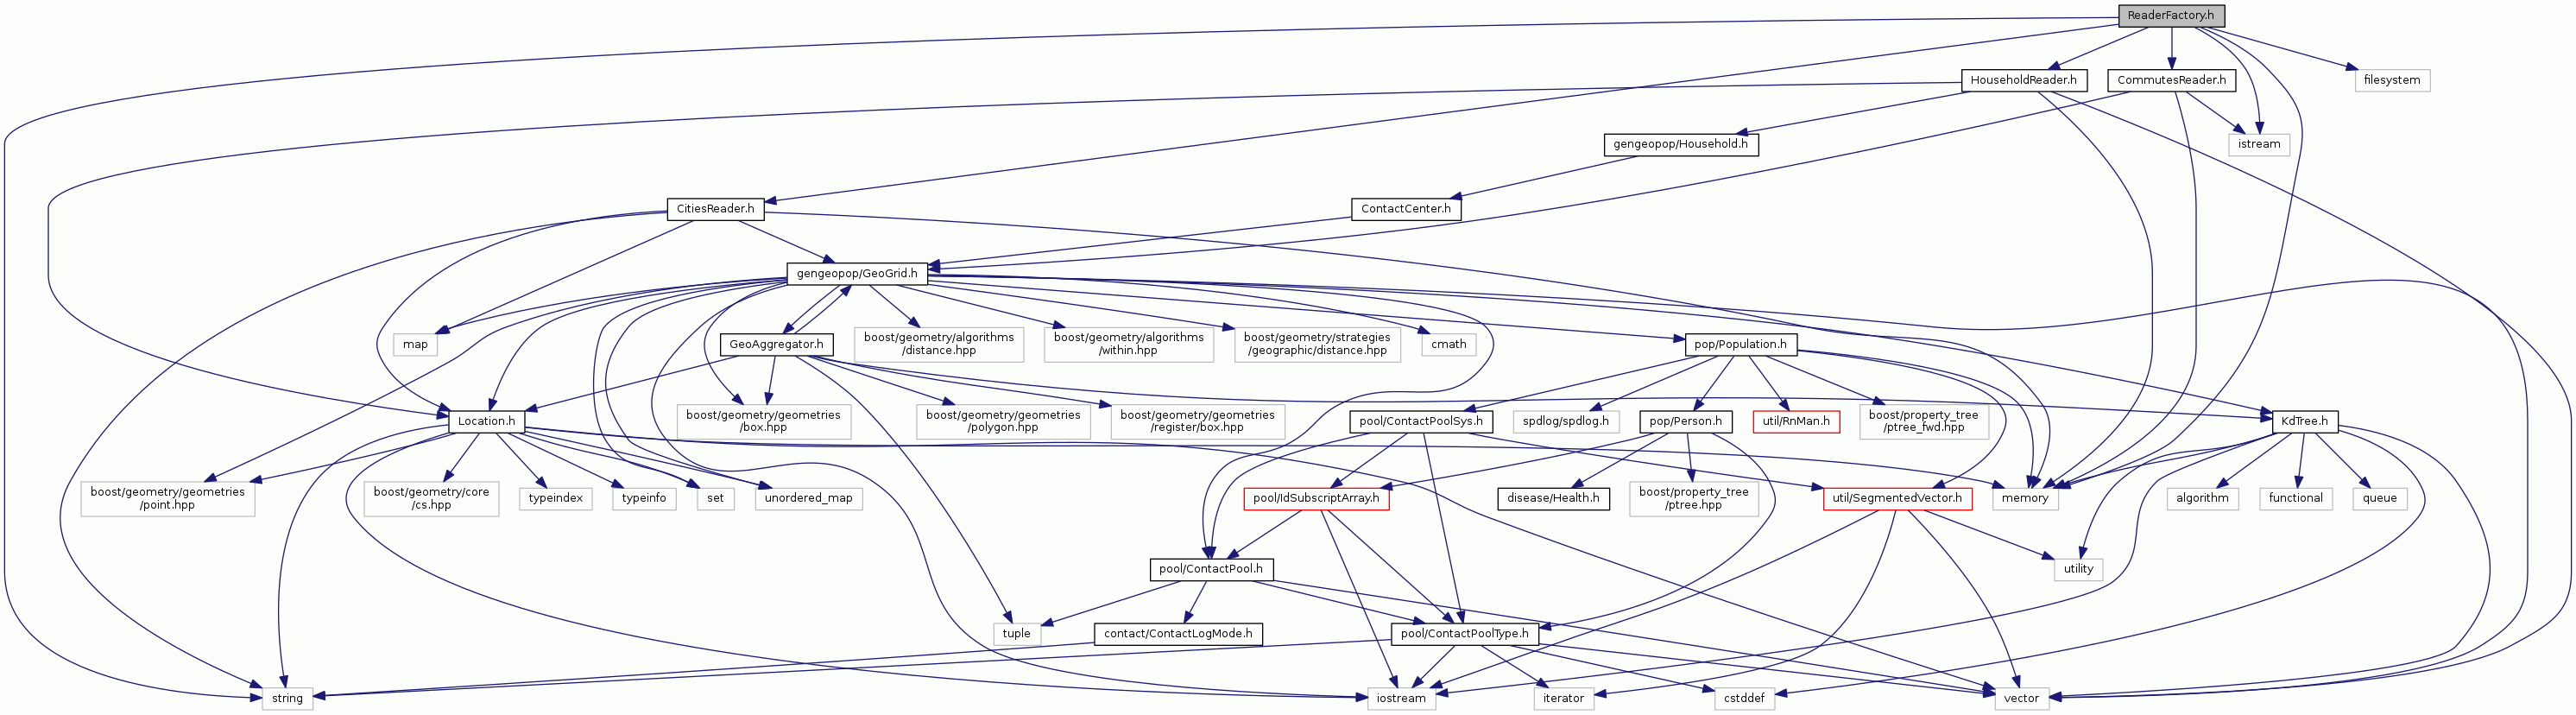 ReaderFactory.h
HouseholdReader.h
CommutesReader.h
filesystem
gengeopop/Household.h
istream
CitiesReader.h
ContactCenter.h
gengeopop/GeoGrid.h
map
GeoAggregator.h
boost/geometry/algorithms
/distance.hpp
boost/geometry/algorithms
/within.hpp
boost/geometry/strategies
/geographic/distance.hpp
cmath
pop/Population.h
Location.h
boost/geometry/geometries
/box.hpp
boost/geometry/geometries
/polygon.hpp
boost/geometry/geometries
/register/box.hpp
pool/ContactPoolSys.h
spdlog/spdlog.h
pop/Person.h
util/RnMan.h
boost/property_tree
/ptree_fwd.hpp
KdTree.h
boost/geometry/geometries
/point.hpp
boost/geometry/core
/cs.hpp
typeindex
typeinfo
set
unordered_map
pool/IdSubscriptArray.h
disease/Health.h
boost/property_tree
/ptree.hpp
util/SegmentedVector.h
memory
algorithm
functional
queue
pool/ContactPool.h
utility
tuple
contact/ContactLogMode.h
pool/ContactPoolType.h
string
iostream
iterator
cstddef
vector